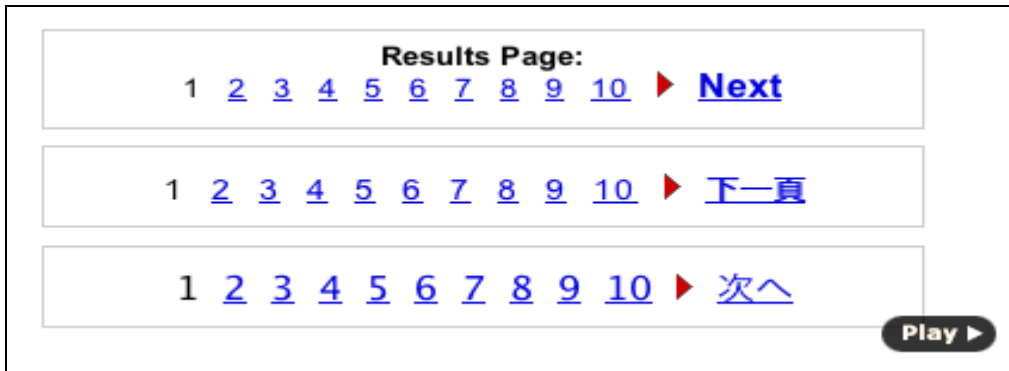 Results Page:
1 2 3 4 5 6 7 8 9 10 ▶ Next
1 2 3 4 5 6 7 8 9 10 ▶ 下一頁
1 2 3 4 5 6 7 8 9 10 ▶ 次へ
Play ▶